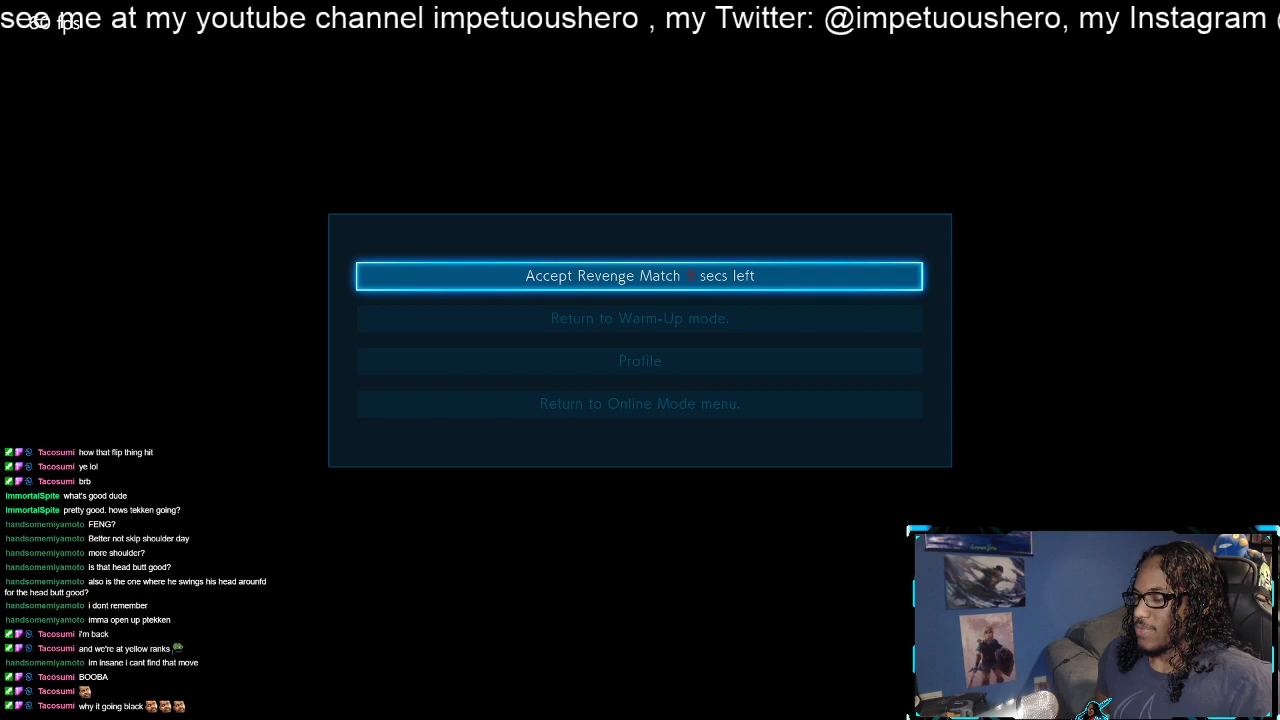 see me at my youtube channel impetuoushero , my Twitter: @impetuoushero, my Instagram
60 fps
Accept Revenge Match secs left
Return to Warm-Up mode.
Profile
Return to Online Mode menu.
Tacosumi how that flip thing hit
Tacosumi ye lol
Tacosumi brb
ImmortalSpite what's good dude
ImmortalSpite pretty good. hows tekken going?
handsomemiyamoto FENG?
handsomemiyamoto Better not skip shoulder day
handsomemiyamoto more shoulder?
handsomemiyamoto is that head butt good?
handsomemiyamoto also is the one where he swings his head arounfd
for the head butt good?
handsomemiyamoto i dont remember
handsomemiyamoto imma open up ptekken
Tacosumi i'm back
Tacosumi and we're at yellow ranks
handsomemiyamoto im insane i cant find that move
Tacosumi BOOBA
Tacosumi
Tacosumi why it going black